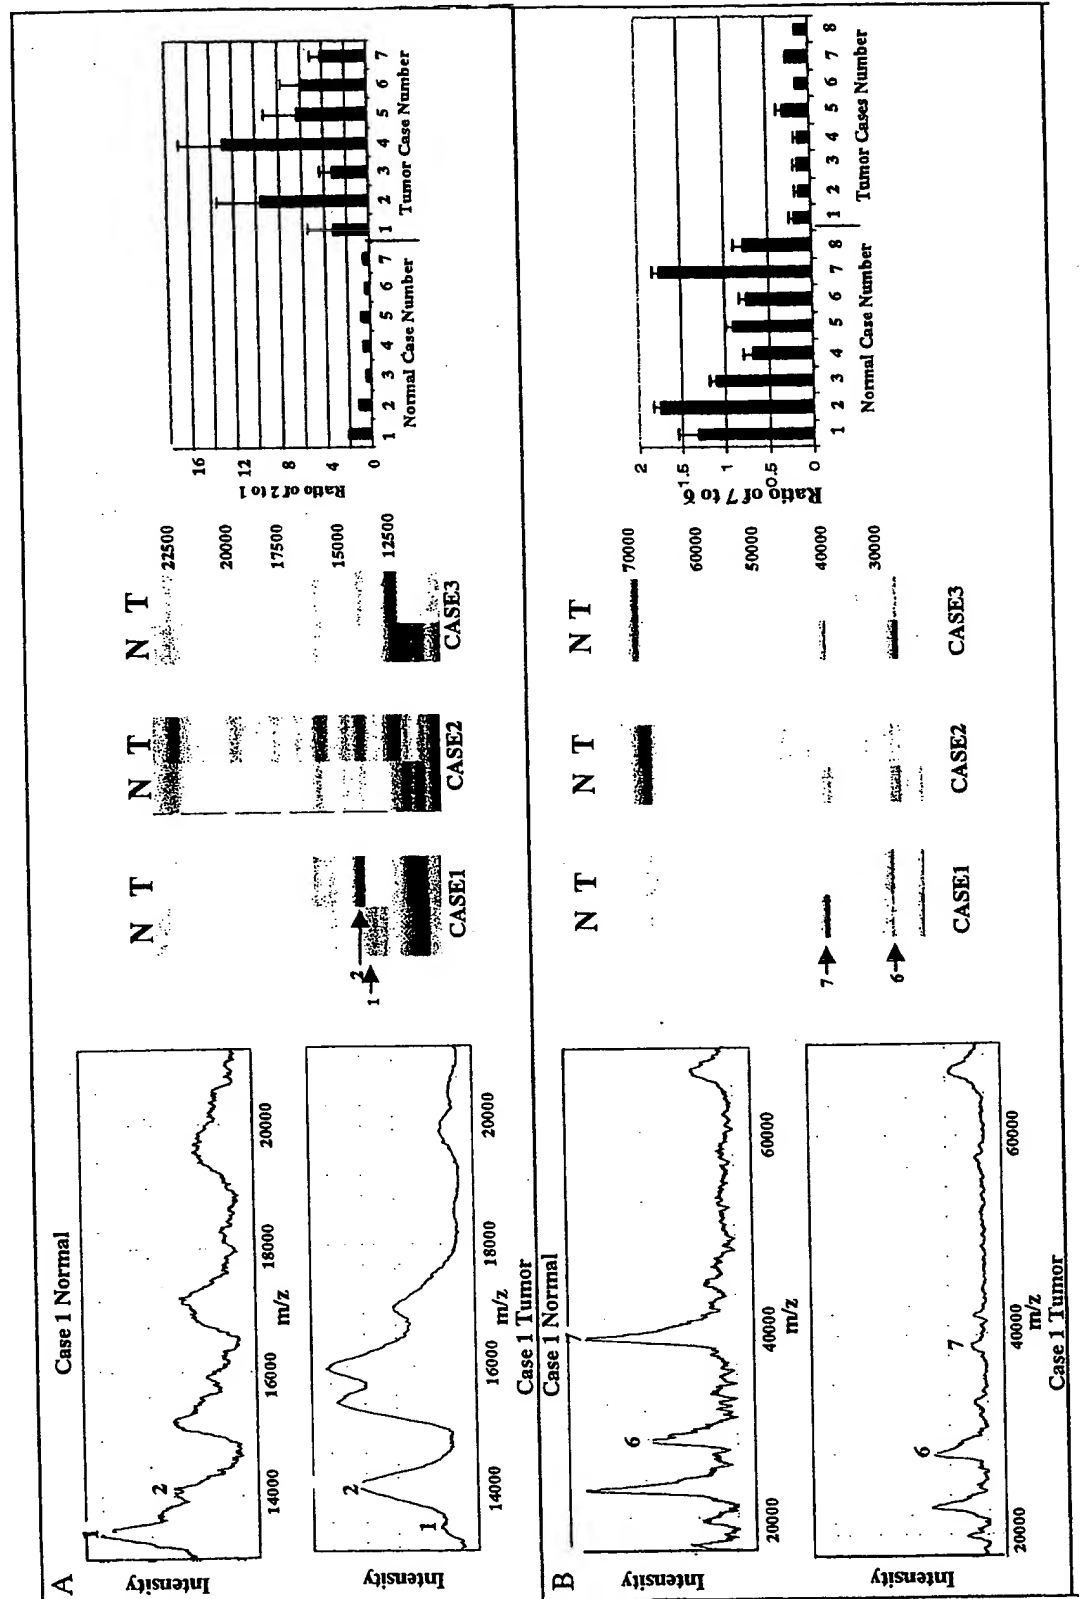 A
Case 1 Normal
Intensity
1
2
14000
16000
18000
20000
m/z
Intensity
1
2
14000
16000
18000
20000
m/z
Case 1 Tumor
N T
N T
N T
1
2
CASE1
CASE2
CASE3
22500
20000
17500
15000
12500
Ratio of 2 to 1
16
12
8
4
0
1 2 3 4 5 6 7
1 2 3 4 5 6 7
Normal Case Number
Tumor Case Number
B
Case 1 Normal
Intensity
6
7
20000
40000
60000
m/z
Intensity
6
7
20000
40000
60000
m/z
Case 1 Tumor
N T
N T
N T
7
6
CASE1
CASE2
CASE3
70000
60000
50000
40000
30000
Ratio of 7 to 6
2
1.5
1
0.5
0
1 2 3 4 5 6 7 8
1 2 3 4 5 6 7 8
Normal Case Number
Tumor Cases Number